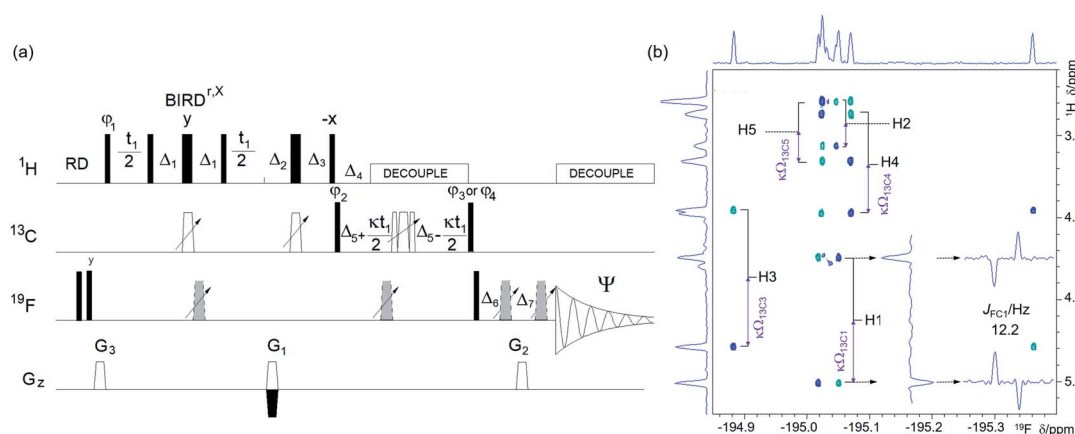 (a)
BIRD^r,X
φ1 y -x
¹H RD t1/2 Δ1 Δ1 t1/2 Δ2 Δ3 Δ4 DECOUPLE DECOUPLE
φ2 φ3 or φ4
¹³C Δ5+ κt1/2 Δ5- κt1/2
y
¹⁹F Δ6 Δ7 Ψ
G3 G1 G2
Gz
(b)
¹H δ/ppm
3.
4.
4.
5.
H5
κΩ13C5
H2
H4
κΩ13C4
H3
κΩ13C3
H1
κΩ13C1
JFC1/Hz
12.2
-194.9 -195.0 -195.1 -195.2 -195.3 ¹⁹F δ/ppm